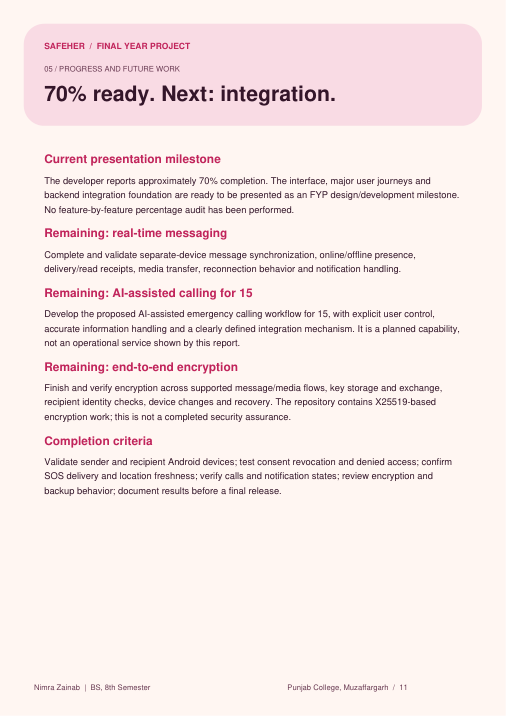 SAFEHER / FINAL YEAR PROJECT
05 / PROGRESS AND FUTURE WORK
70% ready. Next: integration.
Current presentation milestone
The developer reports approximately 70% completion. The interface, major user journeys and
backend integration foundation are ready to be presented as an FYP design/development milestone.
No feature-by-feature percentage audit has been performed.
Remaining: real-time messaging
Complete and validate separate-device message synchronization, online/offline presence,
delivery/read receipts, media transfer, reconnection behavior and notification handling.
Remaining: AI-assisted calling for 15
Develop the proposed AI-assisted emergency calling workflow for 15, with explicit user control,
accurate information handling and a clearly defined integration mechanism. It is a planned capability,
not an operational service shown by this report.
Remaining: end-to-end encryption
Finish and verify encryption across supported message/media flows, key storage and exchange,
recipient identity checks, device changes and recovery. The repository contains X25519-based
encryption work; this is not a completed security assurance.
Completion criteria
Validate sender and recipient Android devices; test consent revocation and denied access; confirm
SOS delivery and location freshness; verify calls and notification states; review encryption and
backup behavior; document results before a final release.
Nimra Zainab | BS, 8th Semester
Punjab College, Muzaffargarh / 11